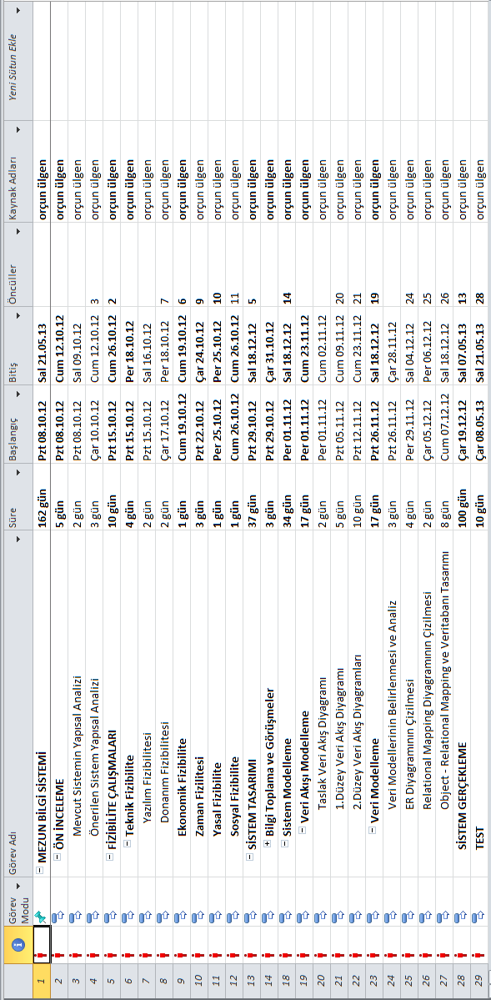 Görev Modu Görev Adı Süre Başlangıç Bitiş Öncüller Kaynak Adları Yeni Sütun Ekle
1 MEZUN BİLGİ SİSTEMİ 162 gün Pzt 08.10.12 Sal 21.05.13 orçun ülgen
2 ÖN İNCELEME 5 gün Pzt 08.10.12 Cum 12.10.12 orçun ülgen
3 Mevcut Sistemin Yapısal Analizi 2 gün Pzt 08.10.12 Sal 09.10.12 orçun ülgen
4 Önerilen Sistem Yapısal Analizi 3 gün Çar 10.10.12 Cum 12.10.12 3 orçun ülgen
5 FİZİBİLİTE ÇALIŞMALARI 10 gün Pzt 15.10.12 Cum 26.10.12 2 orçun ülgen
6 Teknik Fizibilite 4 gün Pzt 15.10.12 Per 18.10.12 orçun ülgen
7 Yazılım Fizibilitesi 2 gün Pzt 15.10.12 Sal 16.10.12 orçun ülgen
8 Donanım Fizibilitesi 2 gün Çar 17.10.12 Per 18.10.12 7 orçun ülgen
9 Ekonomik Fizibilite 1 gün Cum 19.10.12 Cum 19.10.12 6 orçun ülgen
10 Zaman Fizilitesi 3 gün Pzt 22.10.12 Çar 24.10.12 9 orçun ülgen
11 Yasal Fizibilite 1 gün Per 25.10.12 Per 25.10.12 10 orçun ülgen
12 Sosyal Fizibilite 1 gün Cum 26.10.12 Cum 26.10.12 11 orçun ülgen
13 SİSTEM TASARIMI 37 gün Pzt 29.10.12 Sal 18.12.12 5 orçun ülgen
14 Bilgi Toplama ve Görüşmeler 3 gün Pzt 29.10.12 Çar 31.10.12 orçun ülgen
18 Sistem Modelleme 34 gün Per 01.11.12 Sal 18.12.12 14 orçun ülgen
19 Veri Akışı Modelleme 17 gün Per 01.11.12 Cum 23.11.12 orçun ülgen
20 Taslak Veri Akış Diyagramı 2 gün Per 01.11.12 Cum 02.11.12 orçun ülgen
21 1.Düzey Veri Akış Diyagramı 5 gün Pzt 05.11.12 Cum 09.11.12 20 orçun ülgen
22 2.Düzey Veri Akış Diyagramları 10 gün Pzt 12.11.12 Cum 23.11.12 21 orçun ülgen
23 Veri Modelleme 17 gün Pzt 26.11.12 Sal 18.12.12 19 orçun ülgen
24 Veri Modellerinin Belirlenmesi ve Analiz 3 gün Pzt 26.11.12 Çar 28.11.12 orçun ülgen
25 ER Diyagramının Çizilmesi 4 gün Per 29.11.12 Sal 04.12.12 24 orçun ülgen
26 Relational Mapping Diyagramının Çizilmesi 2 gün Çar 05.12.12 Per 06.12.12 25 orçun ülgen
27 Object - Relational Mapping ve Veritabanı Tasarımı 8 gün Cum 07.12.12 Sal 18.12.12 26 orçun ülgen
28 SİSTEM GERÇEKLEME 100 gün Çar 19.12.12 Sal 07.05.13 13 orçun ülgen
29 TEST 10 gün Çar 08.05.13 Sal 21.05.13 28 orçun ülgen